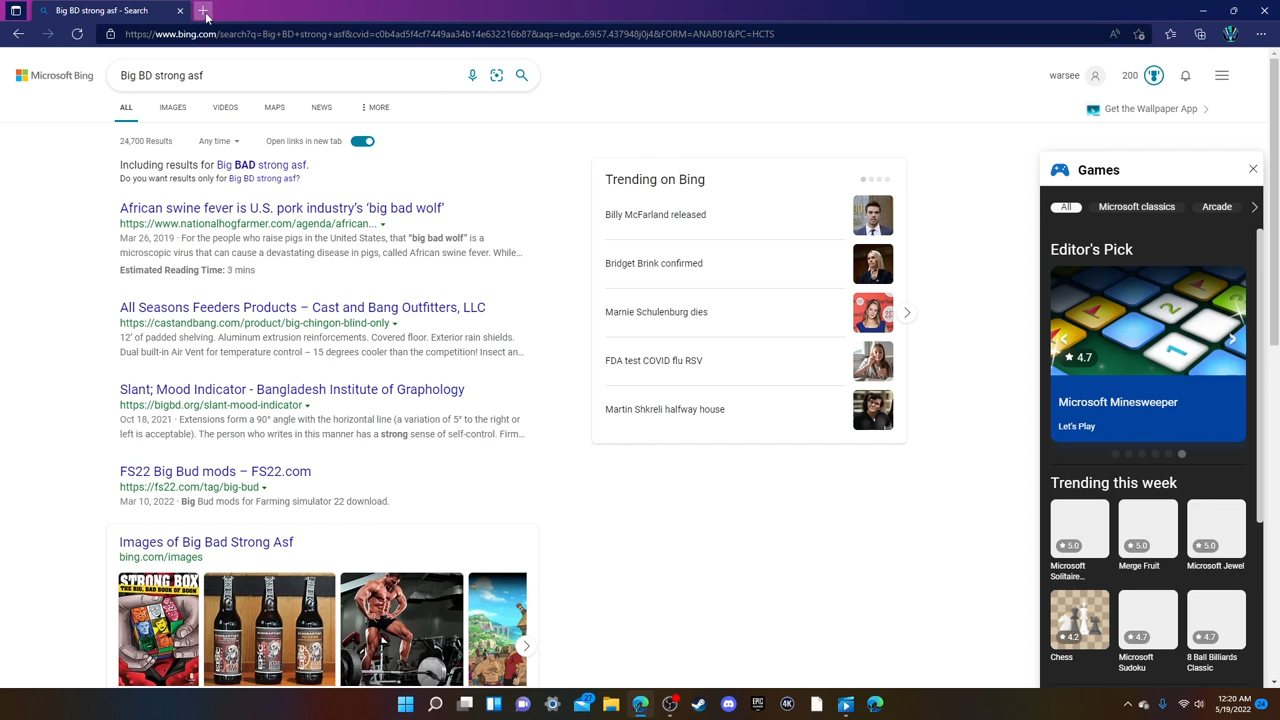 Big BD strong asf - Search
https://www.bing.com/search?q=Big+BD+strong+asf&cvid=c0b4ad5f4cf7449aa34b14e632216b87&aqs=edge..69i57.437948j0j4&FORM=ANAB01&PC=HCTS
Microsoft Bing
Big BD strong asf
warsee
200
ALL
IMAGES
VIDEOS
MAPS
NEWS
MORE
Get the Wallpaper App
24,700 Results
Any time
Open links in new tab
Including results for Big BAD strong asf.
Do you want results only for Big BD strong asf?
African swine fever is U.S. pork industry's 'big bad wolf'
https://www.nationalhogfarmer.com/agenda/african...
Mar 26, 2019 · For the people who raise pigs in the United States, that "big bad wolf" is a
microscopic virus that can cause a devastating disease in pigs, called African swine fever. While...
Estimated Reading Time: 3 mins
All Seasons Feeders Products – Cast and Bang Outfitters, LLC
https://castandbang.com/product/big-chingon-blind-only
12' of padded shelving. Aluminum extrusion reinforcements. Covered floor. Exterior rain shields.
Dual built-in Air Vent for temperature control – 15 degrees cooler than the competition! Insect an...
Slant; Mood Indicator - Bangladesh Institute of Graphology
https://bigbd.org/slant-mood-indicator
Oct 18, 2021 · Extensions form a 90° angle with the horizontal line (a variation of 5° to the right or
left is acceptable). The person who writes in this manner has a strong sense of self-control. Firm...
FS22 Big Bud mods – FS22.com
https://fs22.com/tag/big-bud
Mar 10, 2022 · Big Bud mods for Farming simulator 22 download.
Images of Big Bad Strong Asf
bing.com/images
STRONG BOX
THE BIG, BAD BOOK OF BOON
Trending on Bing
Billy McFarland released
Bridget Brink confirmed
Marnie Schulenburg dies
FDA test COVID flu RSV
Martin Shkreli halfway house
Games
All
Microsoft classics
Arcade
Editor's Pick
4.7
Microsoft Minesweeper
Let's Play
Trending this week
5.0
5.0
5.0
Microsoft
Solitaire...
Merge Fruit
Microsoft Jewel
4.2
4.7
4.7
Chess
Microsoft
Sudoku
8 Ball Billiards
Classic
27
EPIC
4K
12:20 AM
5/19/2022
24